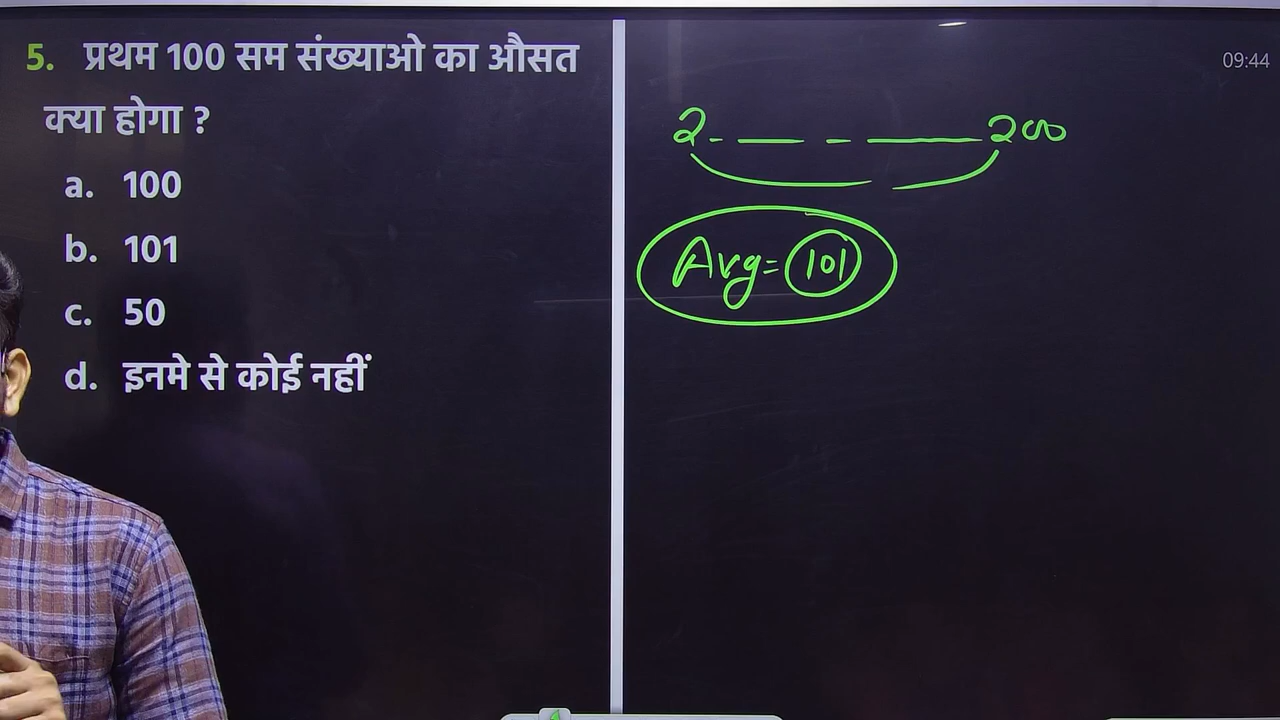 5. प्रथम 100 सम संख्याओ का औसत
क्या होगा ?
a. 100
b. 101
c. 50
d. इनमे से कोई नहीं
09:44
2 - — - — 200
Avg = 101